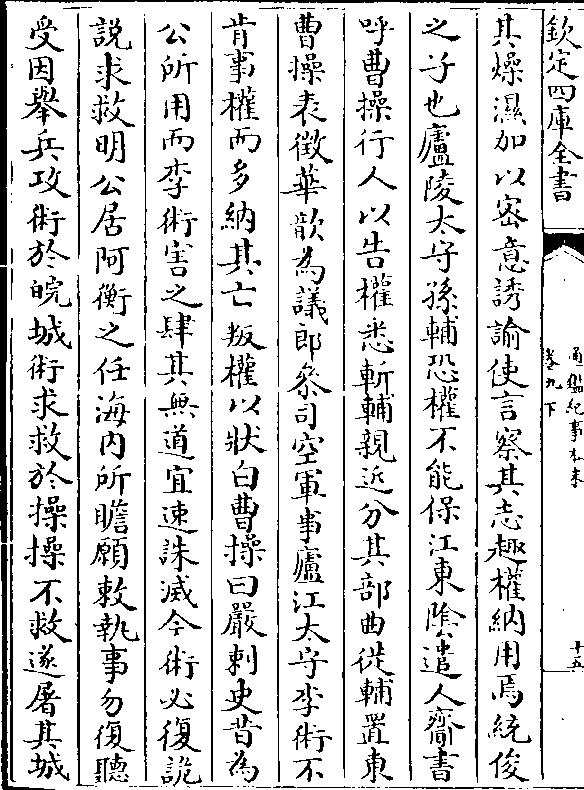 欽定四庫全書
通鑑紀事本末
卷九下
十五
其燥濕加以密意誘諭使言察其志趣權納用焉統俊
之子也廬陵太守孫輔恐權不能保江東陰遣人齎書
呼曹操行人以告權悉斬輔親近分其部曲徙輔置東
曹操表徵華歆為議郎參司空軍事廬江太守李術不
肯事權而多納其亡叛權以狀白曹操曰嚴刺史昔為
公所用而李術害之肆其無道宜速誅滅今術必復詭
說求救明公居阿衡之任海内所瞻願敕執事勿復聽
受因舉兵攻術於皖城術求救於操操不救遂屠其城